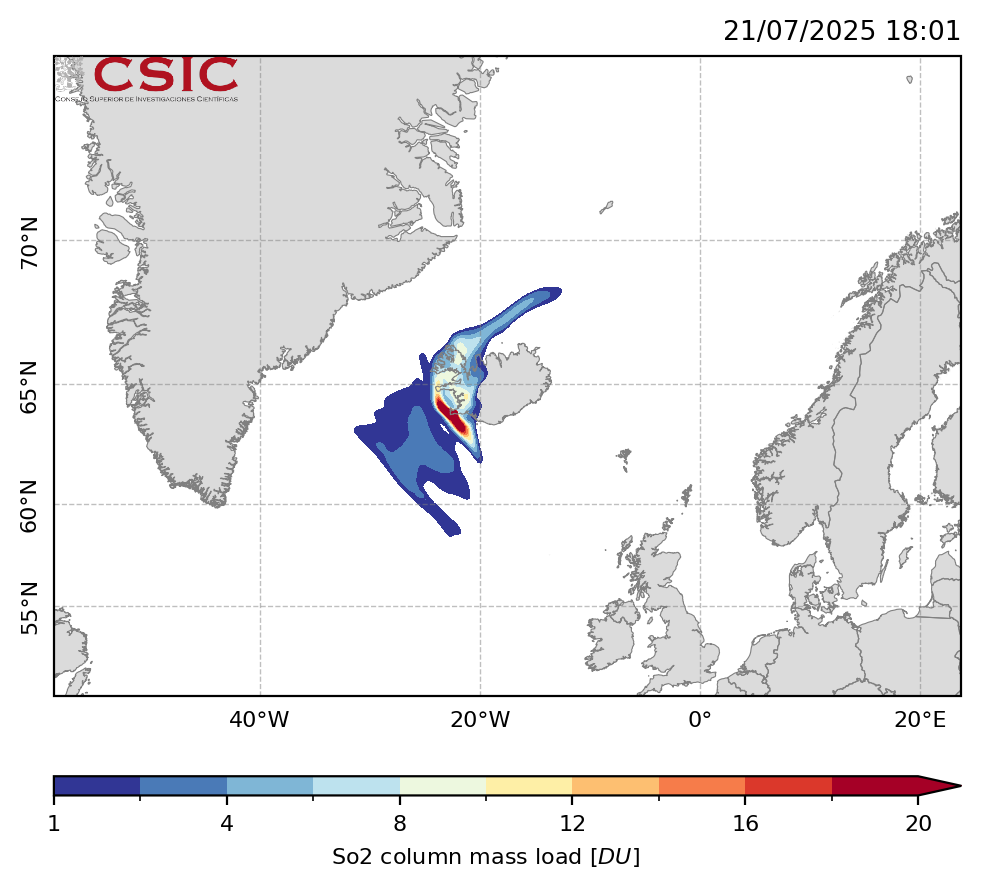 21/07/2025 18:01
CSIC
CONSEJO SUPERIOR DE INVESTIGACIONES CIENTÍFICAS
70°N
65°N
60°N
55°N
40°W 20°W 0° 20°E
1 4 8 12 16 20
So2 column mass load [DU]